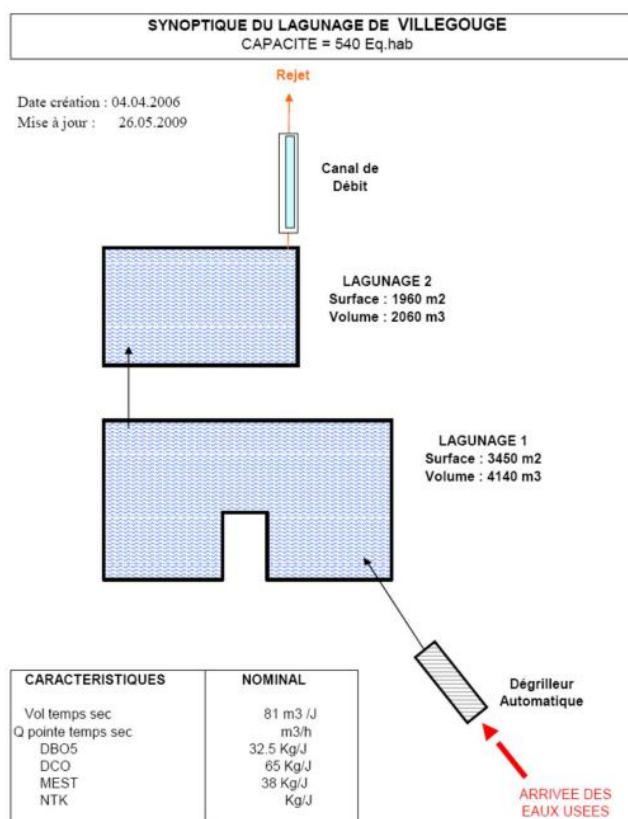 SYNOPTIQUE DU LAGUNAGE DE VILLEGOUGE
CAPACITE = 540 Eq.hab
Rejet
Date création : 04.04.2006
Mise à jour : 26.05.2009
Canal de
Débit
LAGUNAGE 2
Surface : 1960 m2
Volume : 2060 m3
LAGUNAGE 1
Surface : 3450 m2
Volume : 4140 m3
Dégrilleur
Automatique
ARRIVEE DES
EAUX USEES
CARACTERISTIQUES NOMINAL
Vol temps sec 81 m3 /J
Q pointe temps sec m3/h
DBO5 32.5 Kg/J
DCO 65 Kg/J
MEST 38 Kg/J
NTK Kg/J